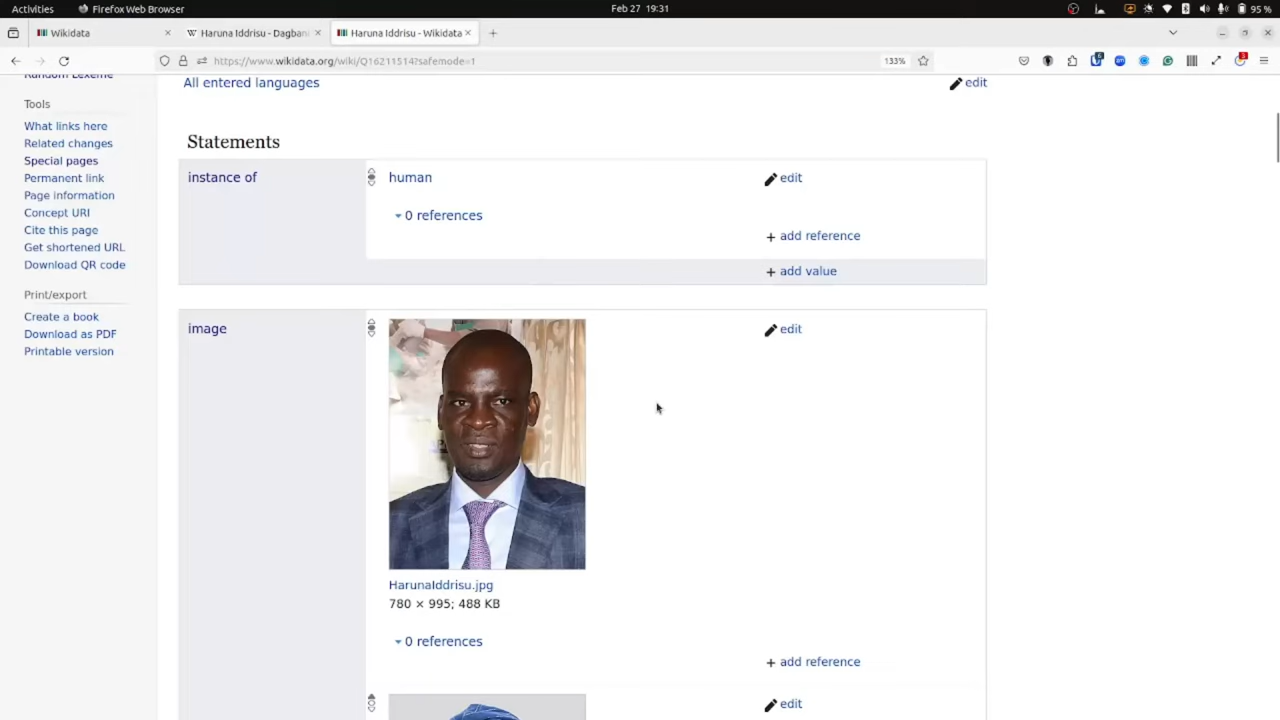 Activities
Firefox Web Browser
Feb 27 19:31
95 %
Wikidata
Haruna Iddrisu - Dagban
Haruna Iddrisu - Wikidata
https://www.wikidata.org/wiki/Q16211514?safemode=1
133%
Random Lexeme
All entered languages
edit
Tools
What links here
Related changes
Special pages
Permanent link
Page information
Concept URI
Cite this page
Get shortened URL
Download QR code
Print/export
Create a book
Download as PDF
Printable version
Statements
instance of
human
edit
0 references
+ add reference
+ add value
image
edit
HarunaIddrisu.jpg
780 × 995; 488 KB
0 references
+ add reference
edit